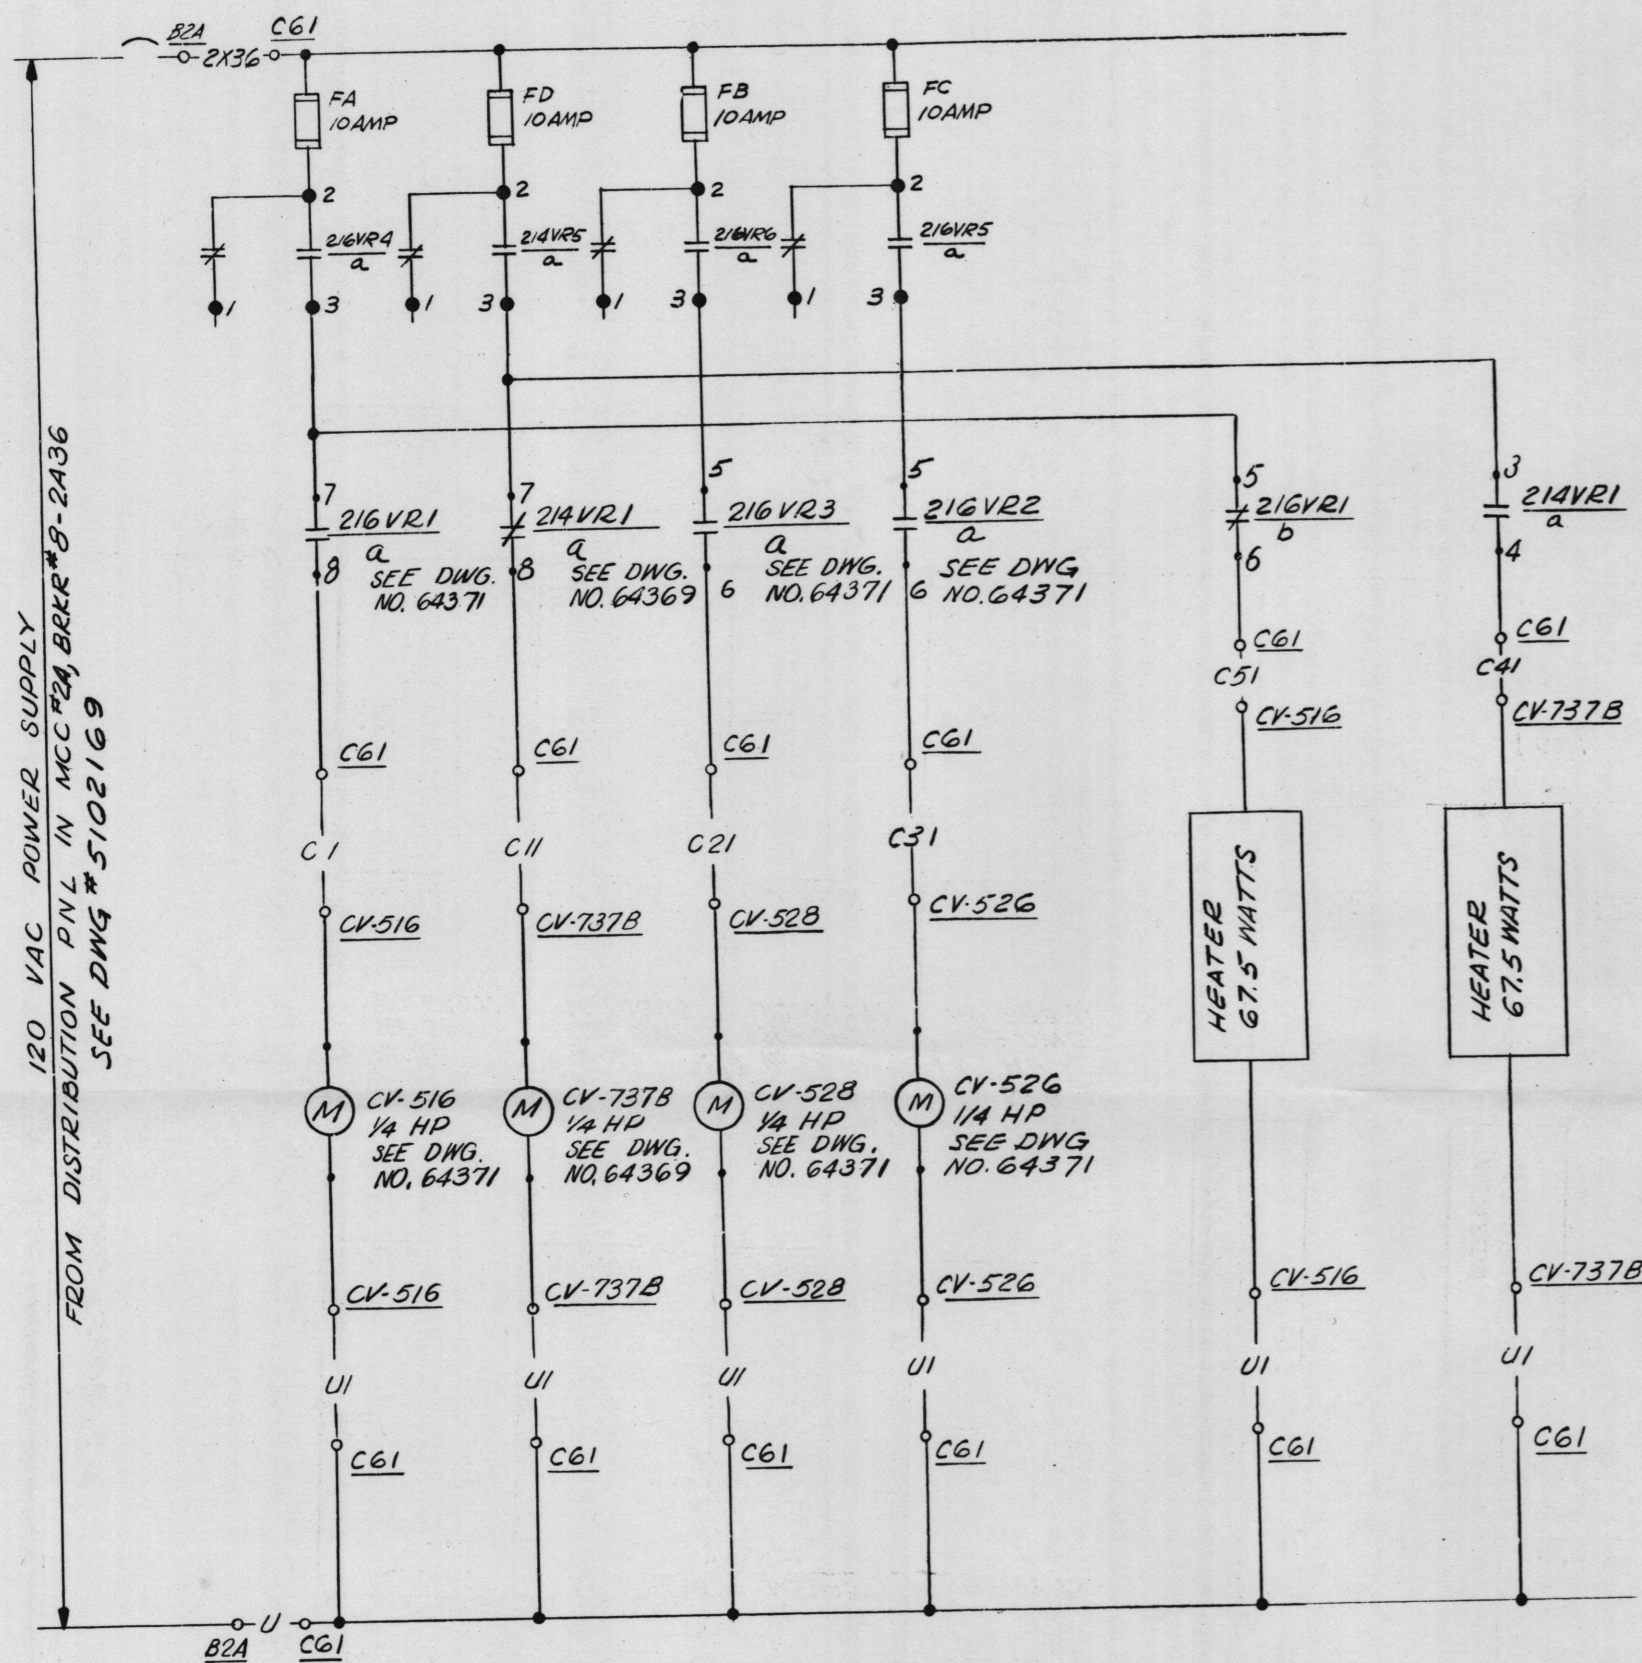 B2A
C61
2X36
FA
10AMP
FD
10AMP
FB
10AMP
FC
10AMP
2
2
2
2
216VR4
a
214VR5
a
216VR6
a
216VR5
a
1
3
1
3
1
3
1
3
7
216VR1
a
8
SEE DWG.
NO. 64371
7
214VR1
a
8
SEE DWG.
NO. 64369
5
216VR3
a
6
SEE DWG.
NO. 64371
5
216VR2
a
6
SEE DWG
NO. 64371
5
216VR1
b
6
3
214VR1
a
4
C61
C51
CV-516
C61
C41
CV-737B
C61
C61
C61
C61
C1
C11
C21
C31
CV-516
CV-737B
CV-528
CV-526
HEATER
67.5 WATTS
HEATER
67.5 WATTS
M
CV-516
1/4 HP
SEE DWG.
NO. 64371
M
CV-737B
1/4 HP
SEE DWG.
NO. 64369
M
CV-528
1/4 HP
SEE DWG.
NO. 64371
M
CV-526
1/4 HP
SEE DWG
NO. 64371
CV-516
CV-737B
CV-528
CV-526
CV-516
CV-737B
U1
U1
U1
U1
U1
U1
C61
C61
C61
C61
C61
C61
U
B2A
C61
120 VAC POWER SUPPLY
FROM DISTRIBUTION PNL IN MCC #2A, BRKR #8-2A36
SEE DWG #5102169